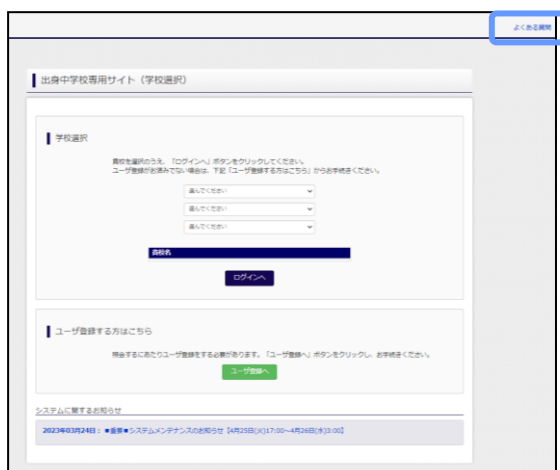 よくある質問
出身中学校専用サイト（学校選択）
学校選択
貴校を選択のうえ、「ログインへ」ボタンをクリックしてください。
ユーザ登録がお済みでない場合は、下記「ユーザ登録する方はこちら」からお手続きください。
選んでください
選んでください
選んでください
貴校名
ログインへ
ユーザ登録する方はこちら
照会するにあたりユーザ登録をする必要があります。「ユーザ登録へ」ボタンをクリックし、お手続きください。
ユーザ登録へ
システムに関するお知らせ
2023年03月24日： ■重要■システムメンテナンスのお知らせ【4月25日(火)17:00～4月26日(水)3:00】